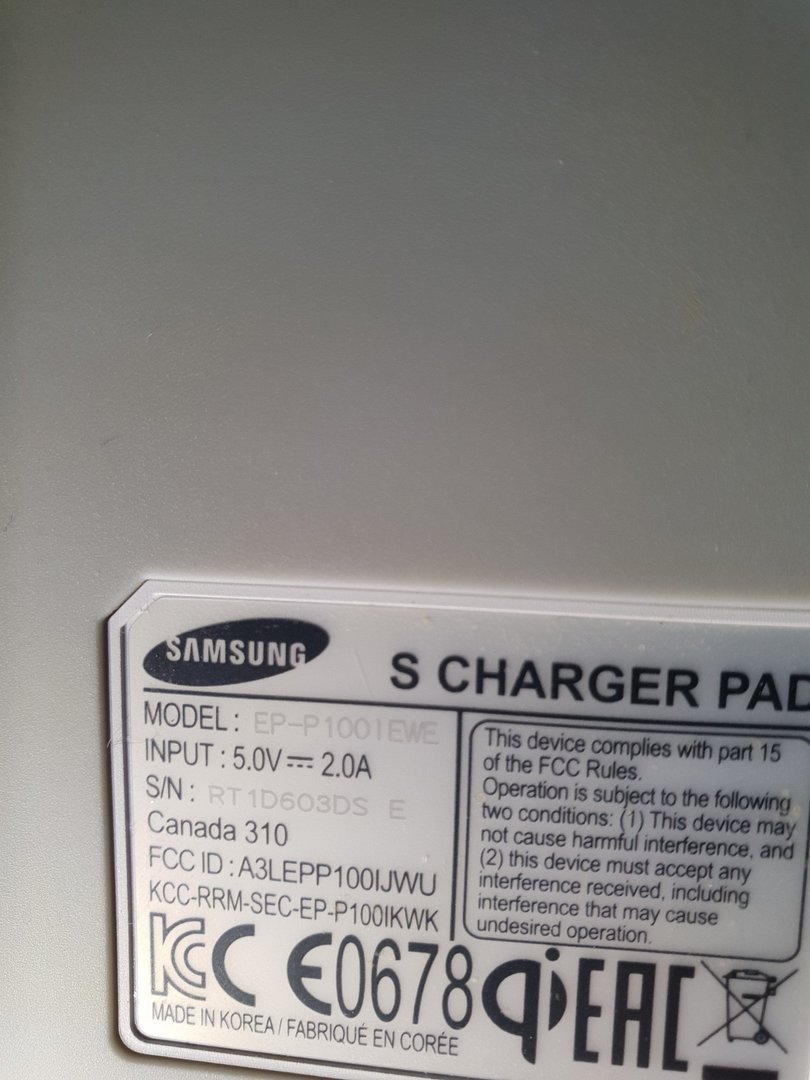 SAMSUNG
S CHARGER PAD
MODEL : EP-P100IEWE
INPUT : 5.0V⎓ 2.0A
S/N : RT1D603DS E
Canada 310
FCC ID : A3LEPP100IJWU
KCC-RRM-SEC-EP-P100IKWK
This device complies with part 15
of the FCC Rules.
Operation is subject to the following
two conditions: (1) This device may
not cause harmful interference, and
(2) this device must accept any
interference received, including
interference that may cause
undesired operation.
KC CE0678 qi EAC
MADE IN KOREA / FABRIQUÉ EN CORÉE